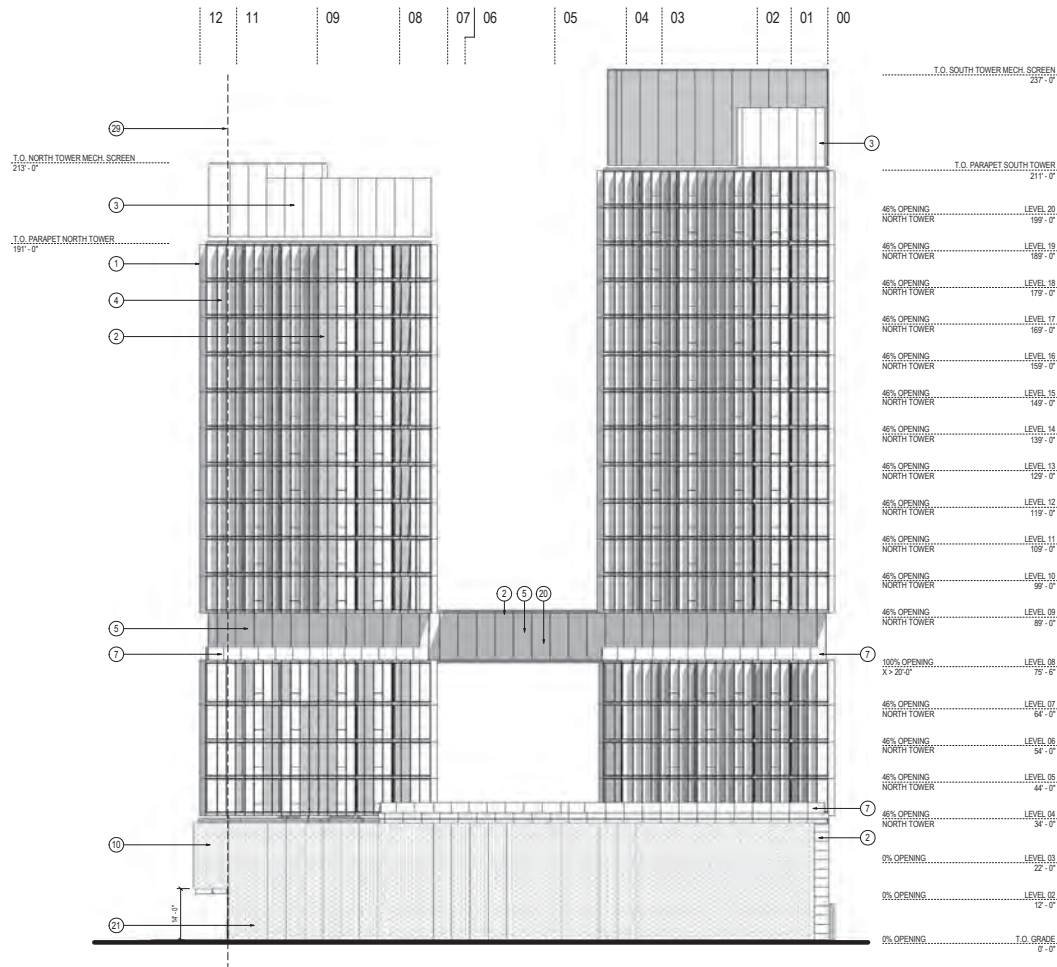 12 11 09 08 07 06 05 04 03 02 01 00
T.O. SOUTH TOWER MECH. SCREEN
237' - 0"
29
3
T.O. NORTH TOWER MECH. SCREEN
213' - 0"
T.O. PARAPET SOUTH TOWER
211' - 0"
3
46% OPENING LEVEL 20
NORTH TOWER 199' - 0"
T.O. PARAPET NORTH TOWER
191' - 0"
46% OPENING LEVEL 19
NORTH TOWER 189' - 0"
1
46% OPENING LEVEL 18
NORTH TOWER 179' - 0"
4
46% OPENING LEVEL 17
NORTH TOWER 169' - 0"
2
46% OPENING LEVEL 16
NORTH TOWER 159' - 0"
46% OPENING LEVEL 15
NORTH TOWER 149' - 0"
46% OPENING LEVEL 14
NORTH TOWER 139' - 0"
46% OPENING LEVEL 13
NORTH TOWER 129' - 0"
46% OPENING LEVEL 12
NORTH TOWER 119' - 0"
46% OPENING LEVEL 11
NORTH TOWER 109' - 0"
46% OPENING LEVEL 10
NORTH TOWER 99' - 0"
2 5 20
46% OPENING LEVEL 09
NORTH TOWER 89' - 0"
5
7 7
100% OPENING LEVEL 08
X > 20'-0" 75' - 6"
46% OPENING LEVEL 07
NORTH TOWER 64' - 0"
46% OPENING LEVEL 06
NORTH TOWER 54' - 0"
46% OPENING LEVEL 05
NORTH TOWER 44' - 0"
7
46% OPENING LEVEL 04
NORTH TOWER 34' - 0"
2
10
0% OPENING LEVEL 03
22' - 0"
0% OPENING LEVEL 02
12' - 0"
14' - 0"
21
0% OPENING T.O. GRADE
0' - 0"